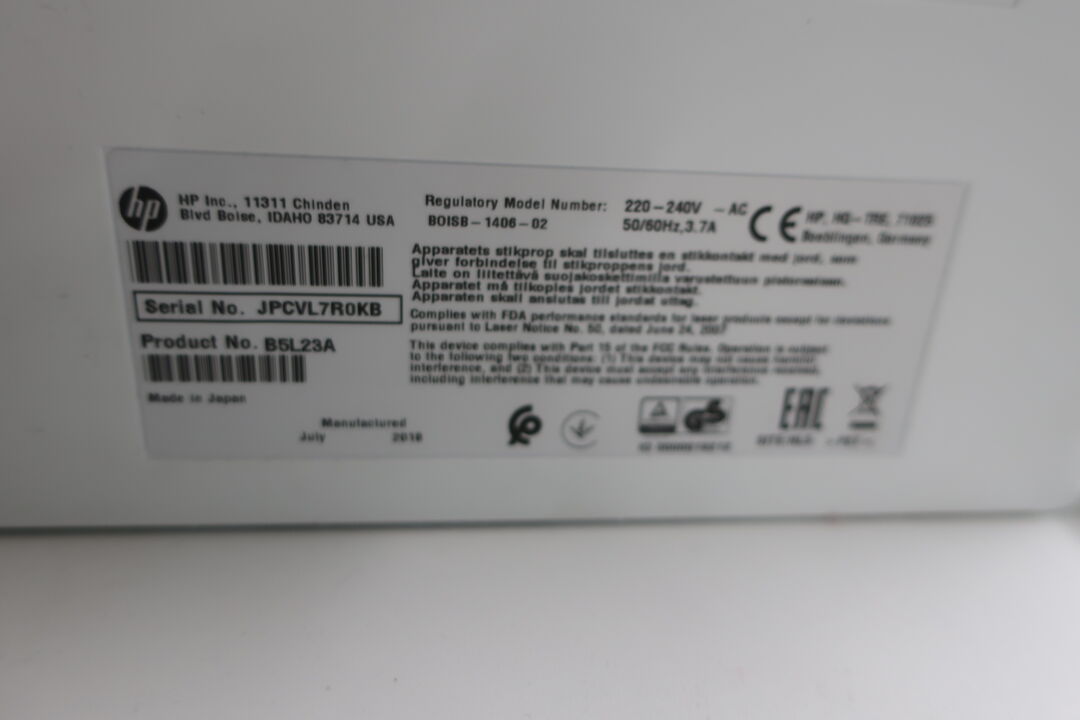 hp
HP Inc., 11311 Chinden
Blvd Boise, IDAHO 83714 USA
Regulatory Model Number:
BOISB-1406-02
220-240V ~ AC
50/60Hz, 3.7A
CE
Boeblingen, Germany
Serial No. JPCVL7R0KB
Product No. B5L23A
Made in Japan
Manufactured
July 2018
Apparatets stikprop skal tilsluttes en stikkontakt med jord, som
giver forbindelse til stikproppens jord.
Laite on liitettävä suojakoskettimilla varustettuun pistorasiaan.
Apparatet må tilkoples jordet stikkontakt.
Apparaten skall anslutas till jordat uttag.
Complies with FDA performance standards for laser products except for deviations
pursuant to Laser Notice No. 50, dated June 24, 2007
This device complies with Part 15 of the FCC Rules. Operation is subject
to the following two conditions: (1) This device may not cause harmful
interference, and (2) This device must accept any interference received,
including interference that may cause undesirable operation.
EAC